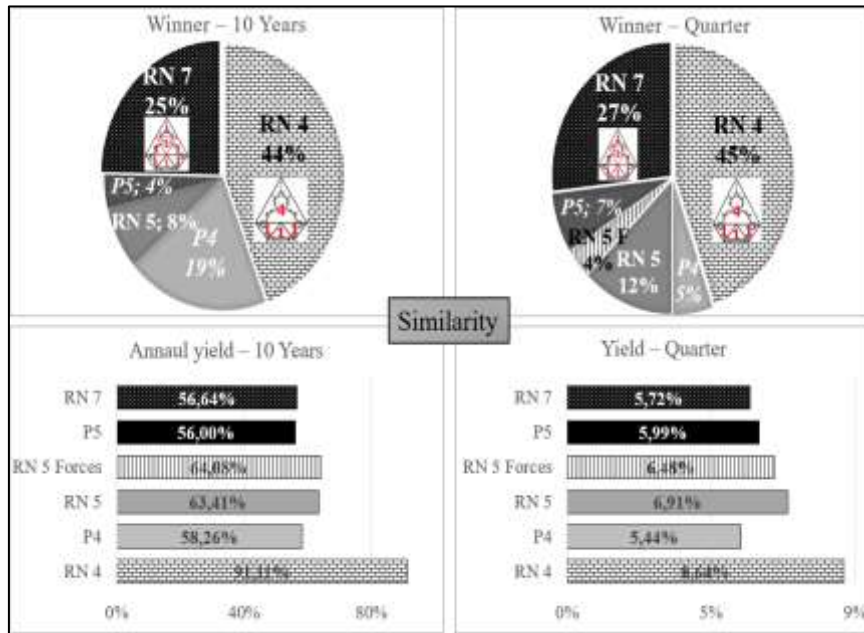 Winner – 10 Years
RN 7
25%
RN 4
44%
P5; 4%
RN 5; 8%
P4
19%
Winner – Quarter
RN 7
27%
RN 4
45%
P5; 7%
RN 5 F
4%
RN 5
12%
P4
5%
Similarity
Annaul yield – 10 Years
RN 7
56,64%
P5
56,00%
RN 5 Forces
64,08%
RN 5
63,41%
P4
58,26%
RN 4
91,11%
0%
40%
80%
Yield – Quarter
RN 7
5,72%
P5
5,99%
RN 5 Forces
6,48%
RN 5
6,91%
P4
5,44%
RN 4
8,64%
0%
5%
9%